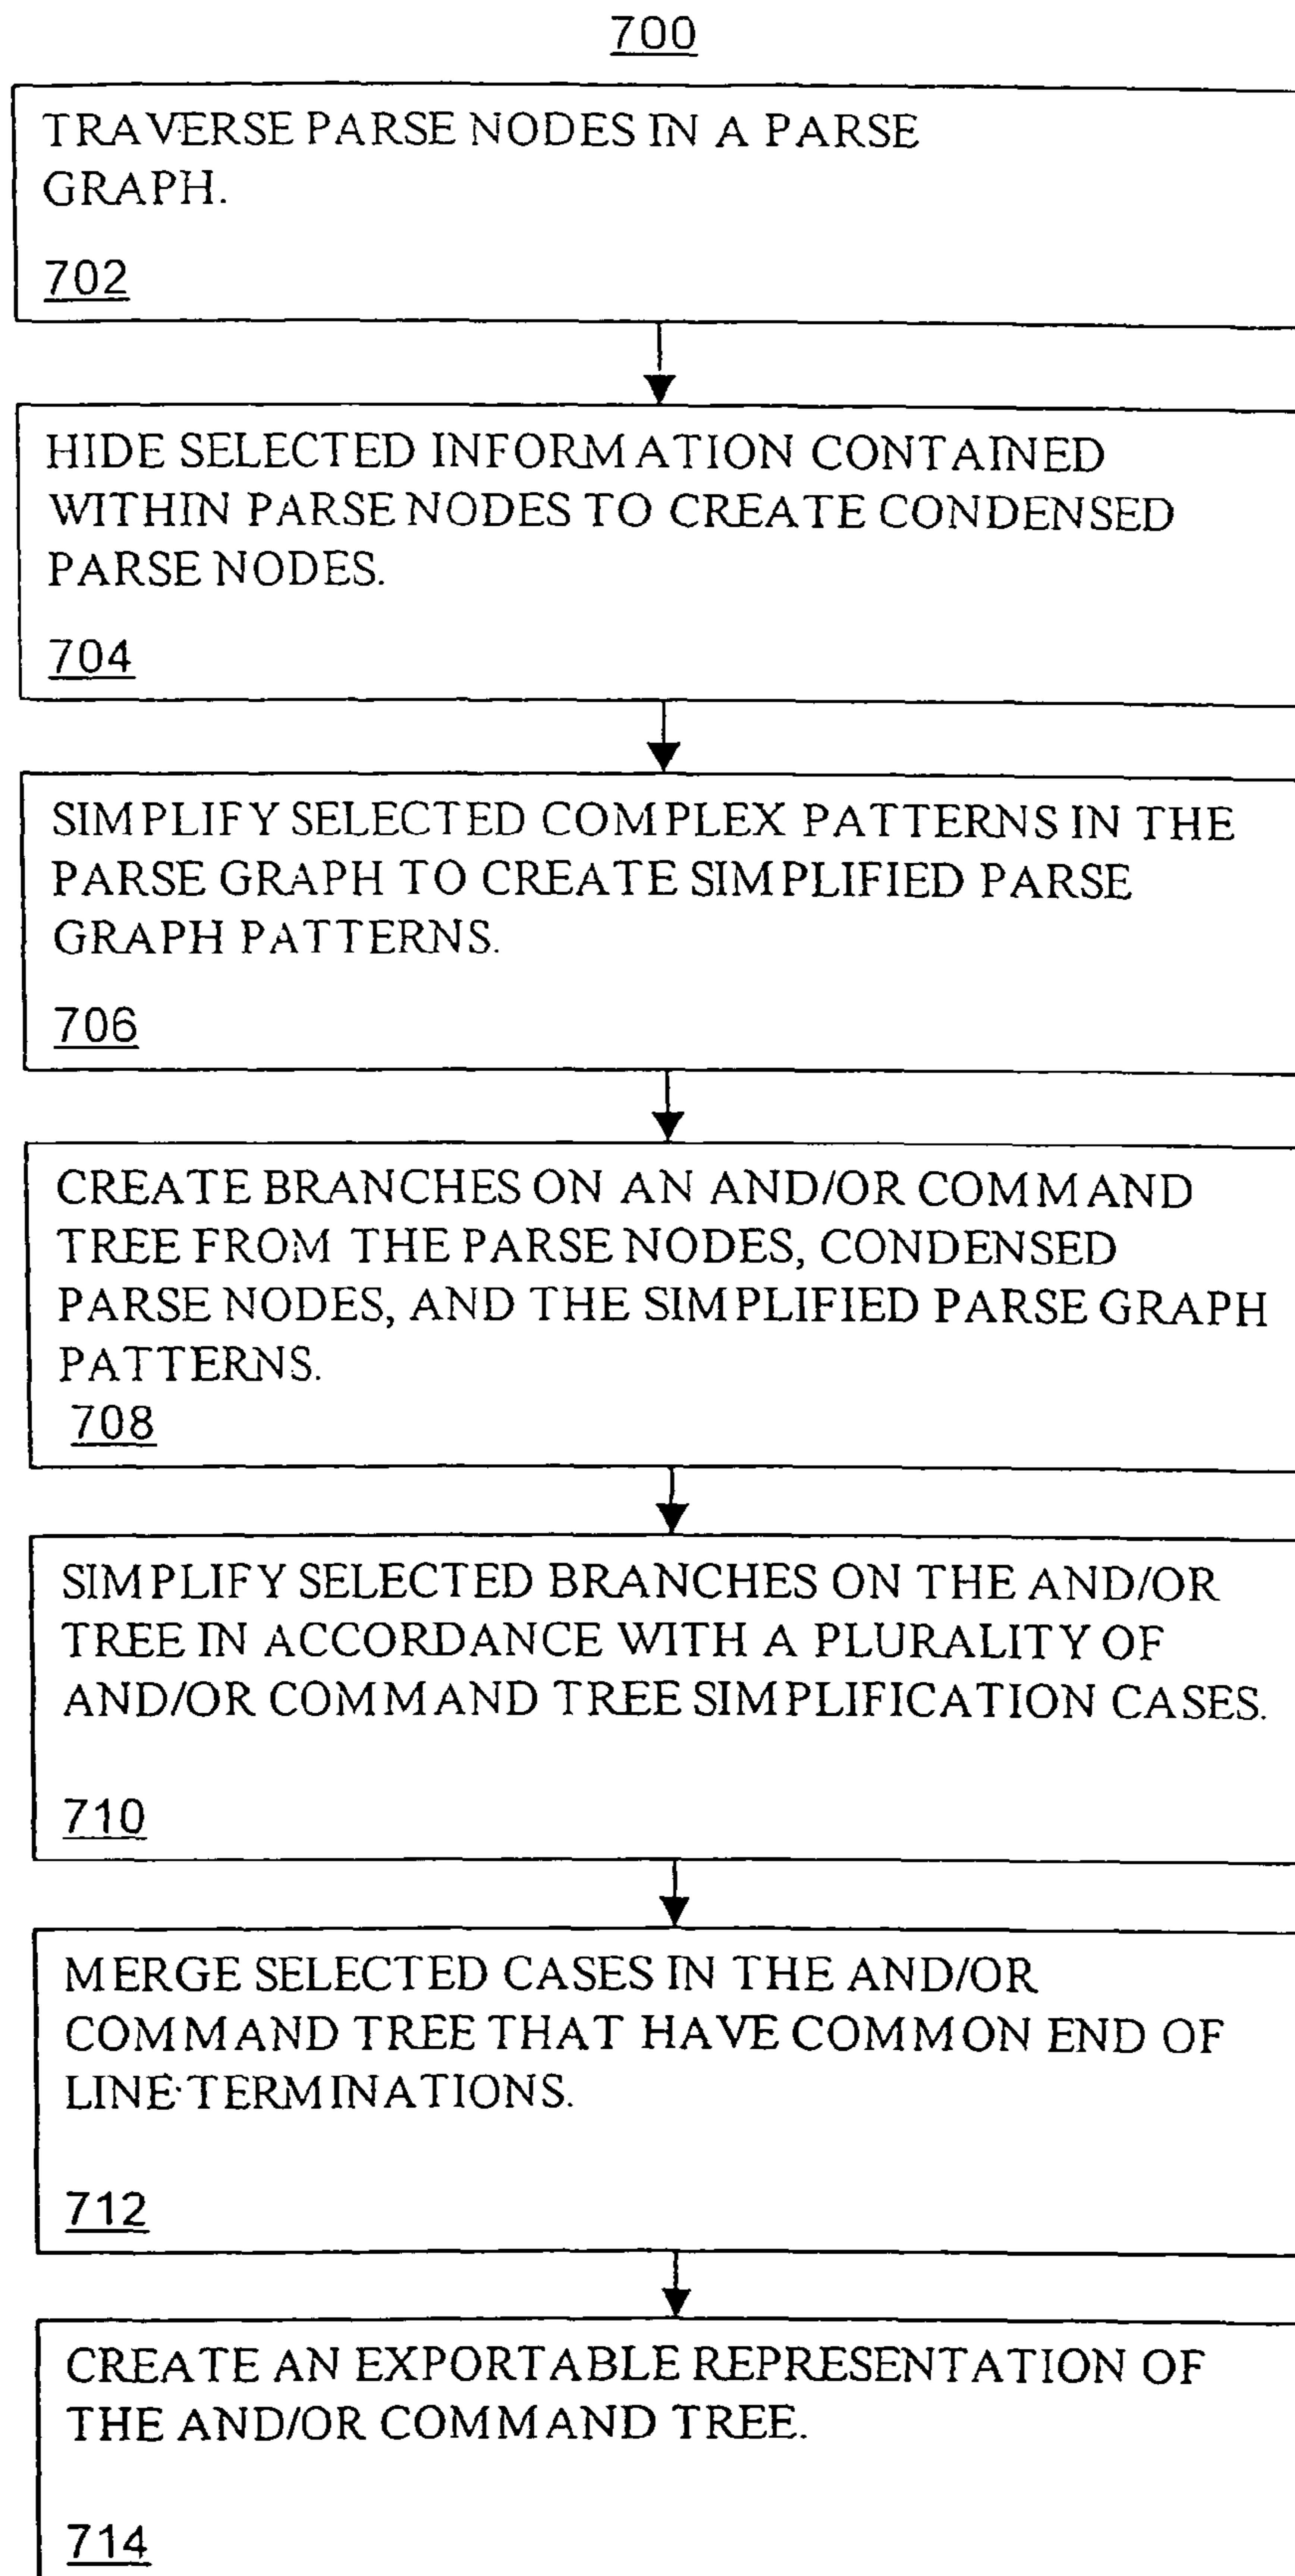 700
TRAVERSE PARSE NODES IN A PARSE
GRAPH.
702
HIDE SELECTED INFORMATION CONTAINED
WITHIN PARSE NODES TO CREATE CONDENSED
PARSE NODES.
704
SIMPLIFY SELECTED COMPLEX PATTERNS IN THE
PARSE GRAPH TO CREATE SIMPLIFIED PARSE
GRAPH PATTERNS.
706
CREATE BRANCHES ON AN AND/OR COMMAND
TREE FROM THE PARSE NODES, CONDENSED
PARSE NODES, AND THE SIMPLIFIED PARSE GRAPH
PATTERNS.
708
SIMPLIFY SELECTED BRANCHES ON THE AND/OR
TREE IN ACCORDANCE WITH A PLURALITY OF
AND/OR COMMAND TREE SIMPLIFICATION CASES.
710
MERGE SELECTED CASES IN THE AND/OR
COMMAND TREE THAT HAVE COMMON END OF
LINE TERMINATIONS.
712
CREATE AN EXPORTABLE REPRESENTATION OF
THE AND/OR COMMAND TREE.
714